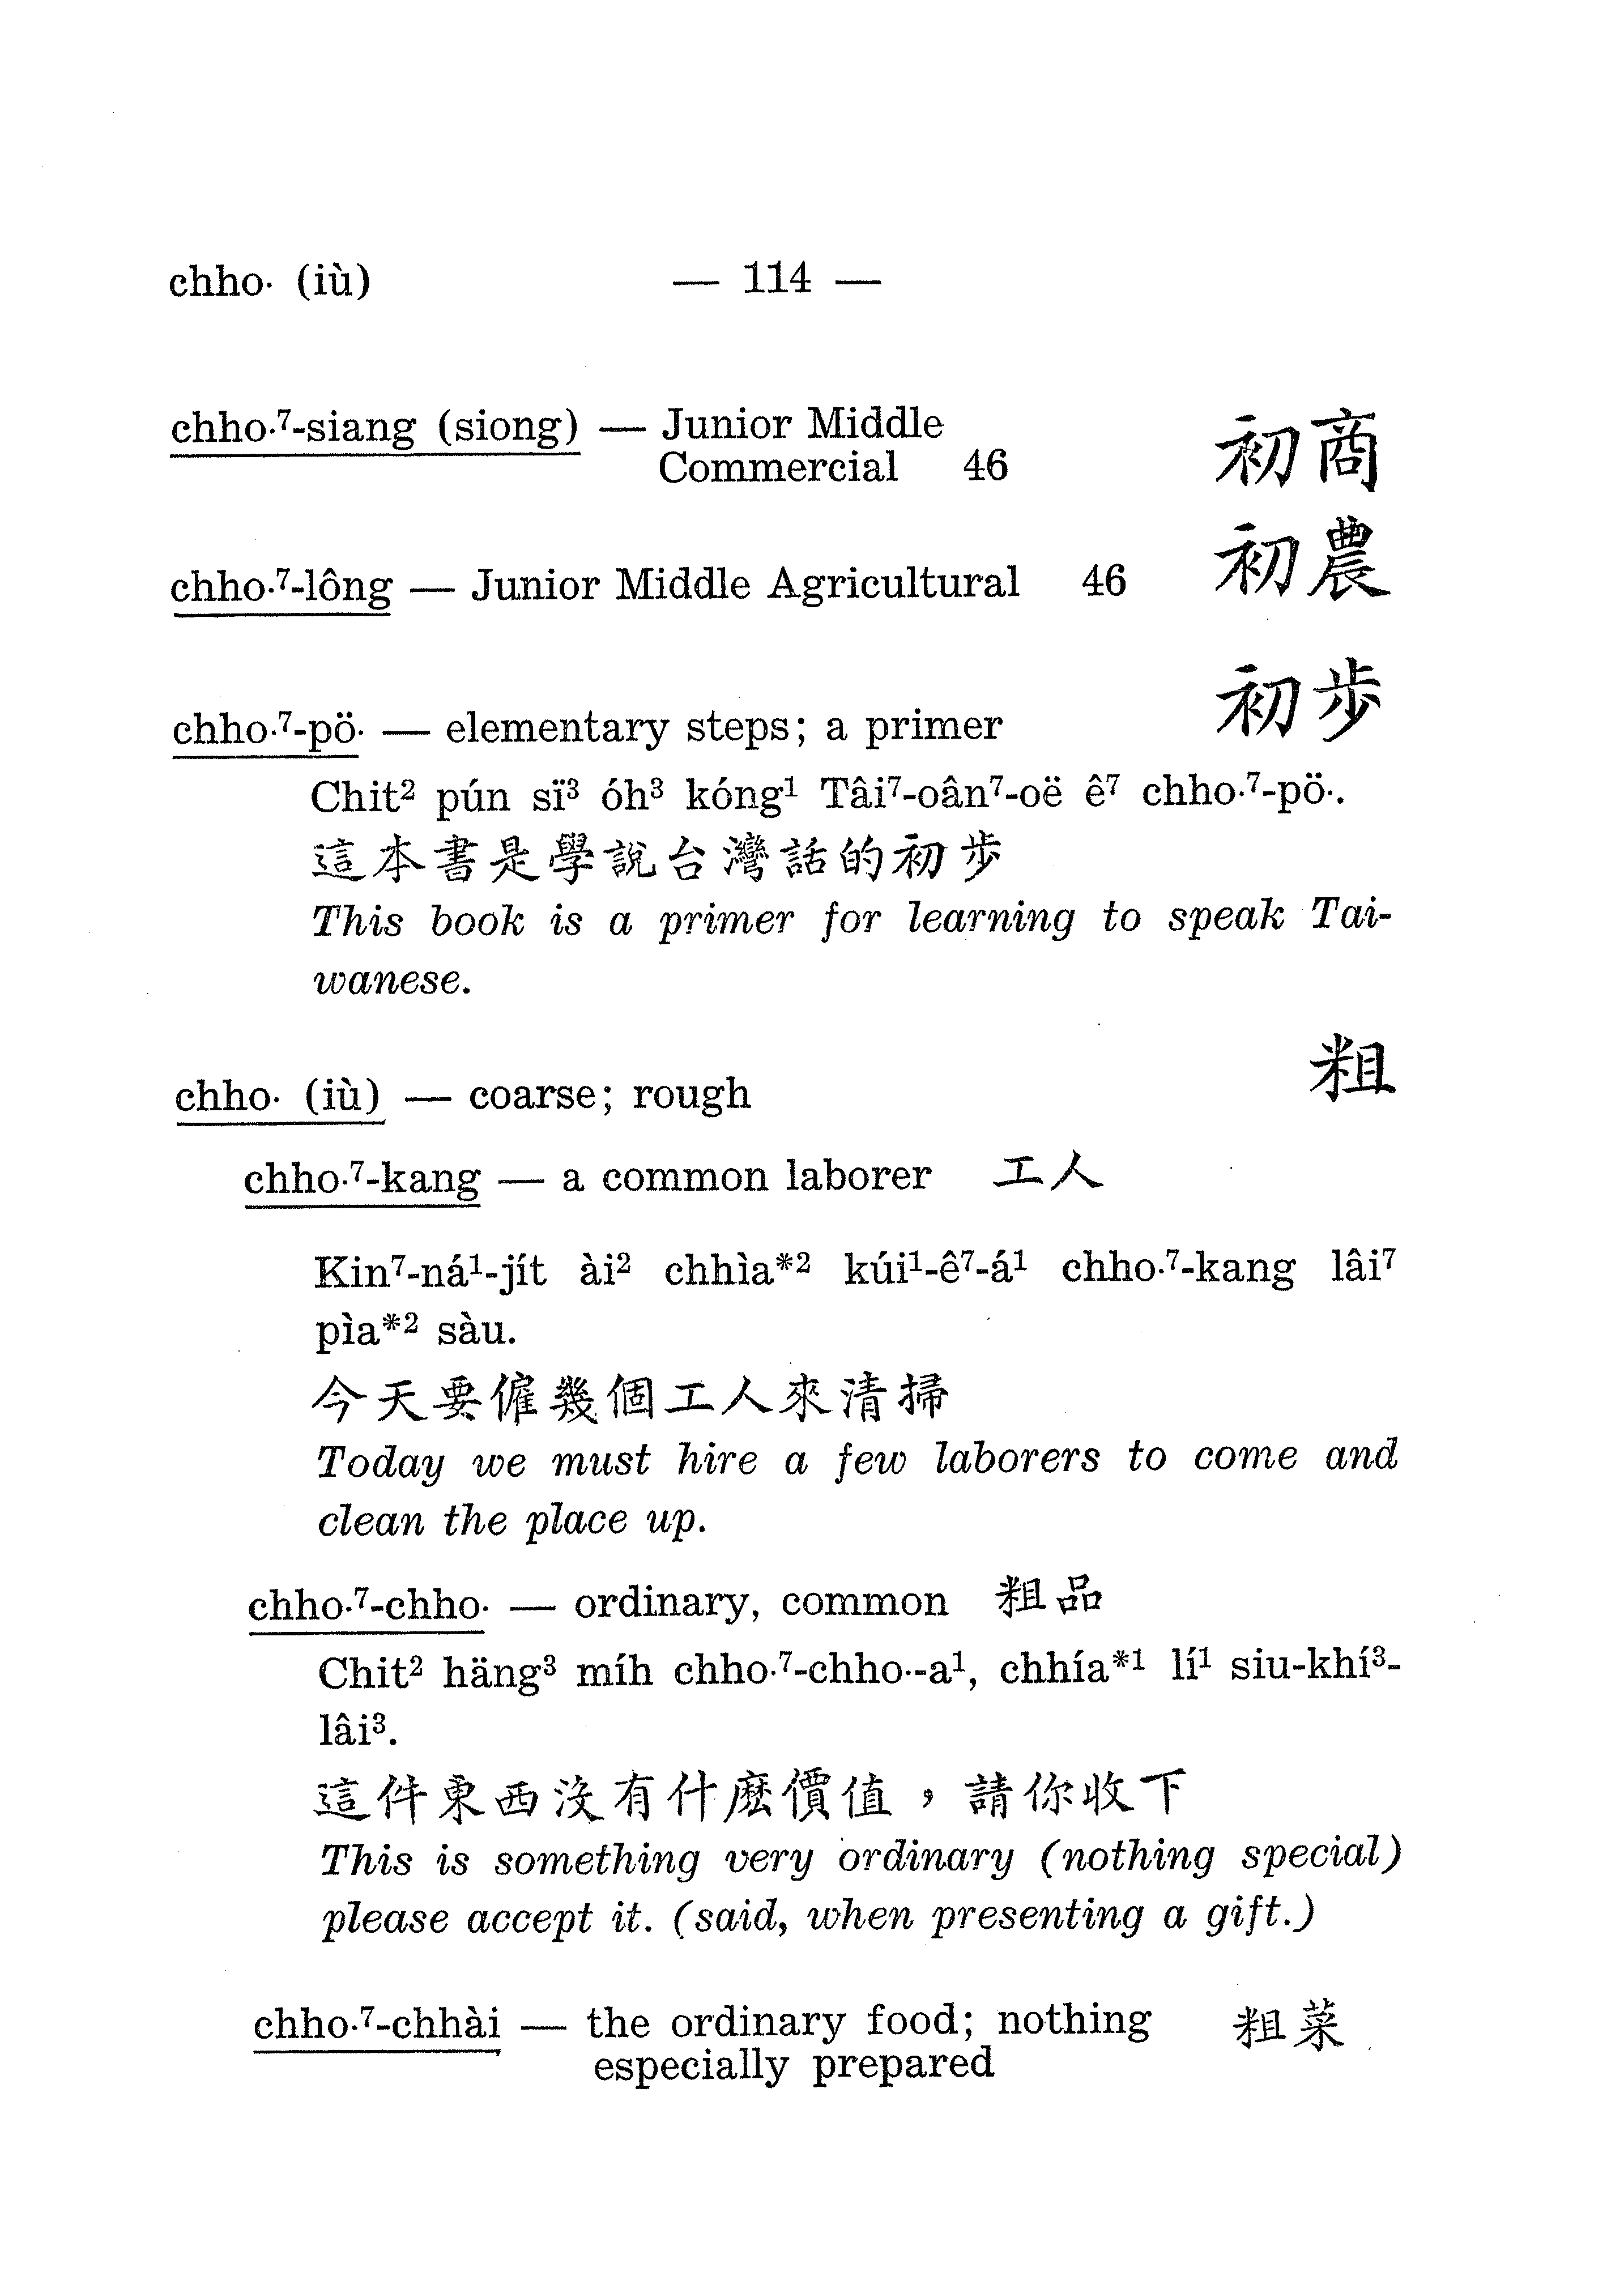 chho· (iù) — 114 —
chho·⁷-siang (siong) — Junior Middle 初商
Commercial 46
chho·⁷-lông — Junior Middle Agricultural 46 初農
chho·⁷-pö· — elementary steps; a primer 初步
Chit² pún sï³ óh³ kóng¹ Tâi⁷-oân⁷-oë ê⁷ chho·⁷-pö·.
這本書是學說台灣話的初步
This book is a primer for learning to speak Tai-
wanese.
chho· (iù) — coarse; rough 粗
chho·⁷-kang — a common laborer 工人
Kin⁷-ná¹-jít ài² chhìa*² kúi¹-ê⁷-á¹ chho·⁷-kang lâi⁷
pìa*² sàu.
今天要僱幾個工人來清掃
Today we must hire a few laborers to come and
clean the place up.
chho·⁷-chho· — ordinary, common 粗品
Chit² häng³ míh chho·⁷-chho·-a¹, chhía*¹ lí¹ siu-khí³-
lâi³.
這件東西沒有什麼價值，請你收下
This is something very ordinary (nothing special)
please accept it. (said, when presenting a gift.)
chho·⁷-chhài — the ordinary food; nothing 粗菜
especially prepared